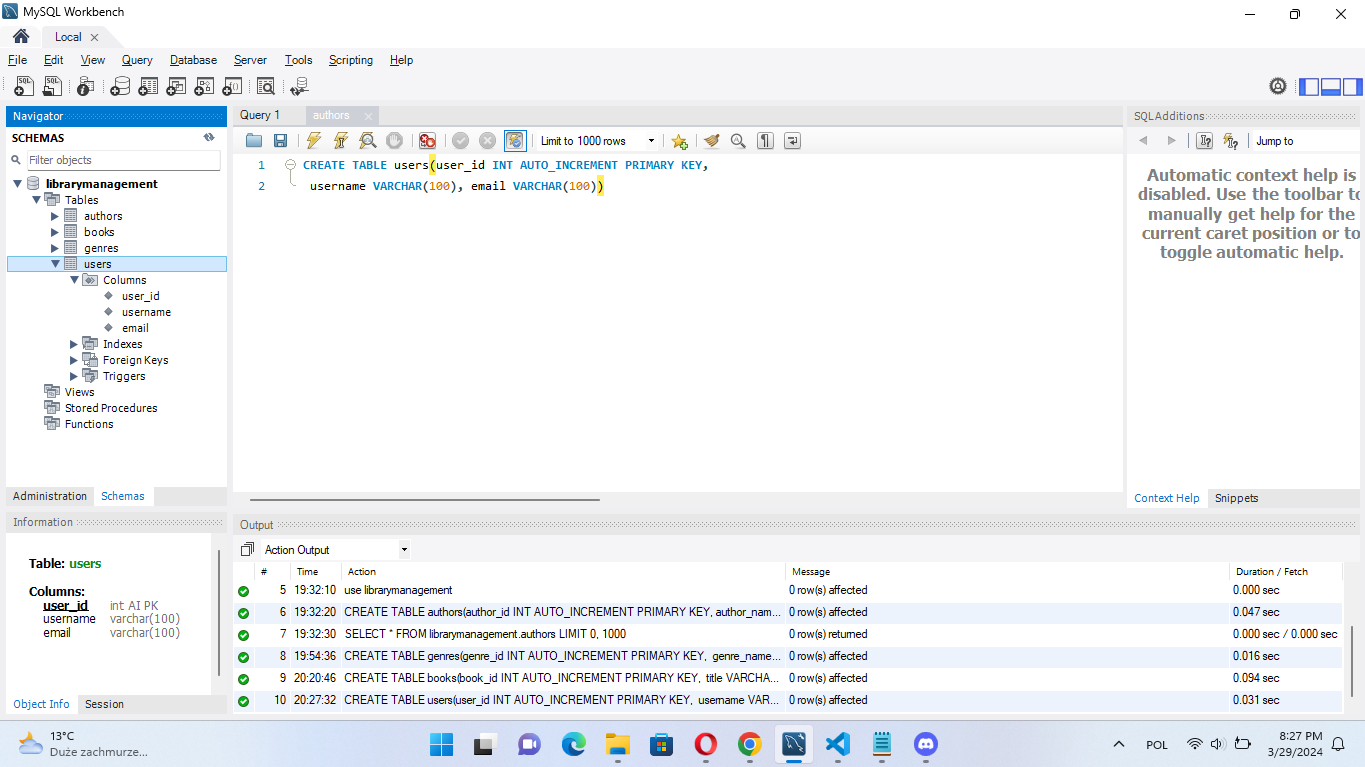 MySQL Workbench
Local
File Edit View Query Database Server Tools Scripting Help
Navigator
SCHEMAS
Filter objects
librarymanagement
Tables
authors
books
genres
users
Columns
user_id
username
email
Indexes
Foreign Keys
Triggers
Views
Stored Procedures
Functions
Administration Schemas
Information
Table: users
Columns:
user_id int AI PK
username varchar(100)
email varchar(100)
Object Info Session
Query 1 authors
Limit to 1000 rows
1 CREATE TABLE users(user_id INT AUTO_INCREMENT PRIMARY KEY,
2 username VARCHAR(100), email VARCHAR(100))
SQLAdditions
Jump to
Automatic context help is
disabled. Use the toolbar to
manually get help for the
current caret position or to
toggle automatic help.
Context Help Snippets
Output
Action Output
# Time Action Message Duration / Fetch
5 19:32:10 use librarymanagement 0 row(s) affected 0.000 sec
6 19:32:20 CREATE TABLE authors(author_id INT AUTO_INCREMENT PRIMARY KEY, author_nam... 0 row(s) affected 0.047 sec
7 19:32:30 SELECT * FROM librarymanagement.authors LIMIT 0, 1000 0 row(s) returned 0.000 sec / 0.000 sec
8 19:54:36 CREATE TABLE genres(genre_id INT AUTO_INCREMENT PRIMARY KEY, genre_name... 0 row(s) affected 0.016 sec
9 20:20:46 CREATE TABLE books(book_id INT AUTO_INCREMENT PRIMARY KEY, title VARCHA... 0 row(s) affected 0.094 sec
10 20:27:32 CREATE TABLE users(user_id INT AUTO_INCREMENT PRIMARY KEY, username VAR... 0 row(s) affected 0.031 sec
13°C
Duże zachmurze...
POL
8:27 PM
3/29/2024